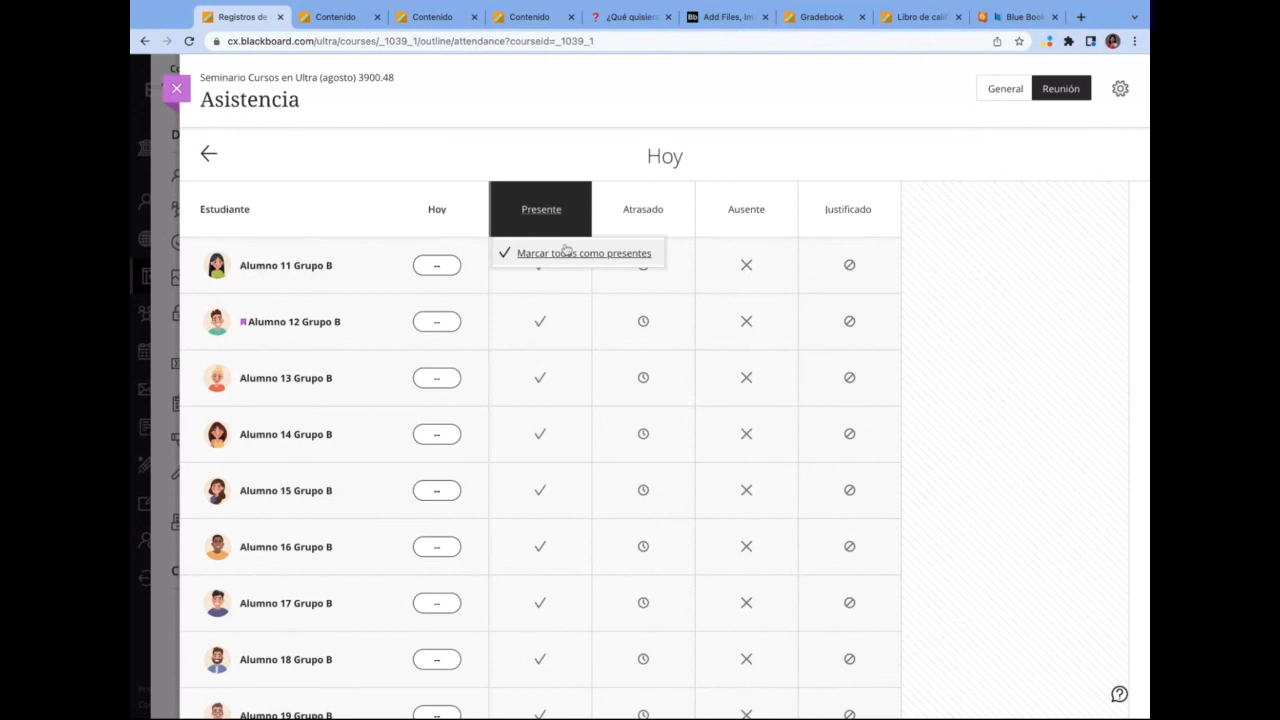 Registros de
Contenido
Contenido
Contenido
¿Qué quisier
Add Files, Im
Gradebook
Libro de cali
Blue Book
cx.blackboard.com/ultra/courses/_1039_1/outline/attendance?courseId=_1039_1
Seminario Cursos en Ultra (agosto) 3900.48
Asistencia
General
Reunión
Hoy
Estudiante
Hoy
Presente
Atrasado
Ausente
Justificado
Marcar todos como presentes
Alumno 11 Grupo B
--
Alumno 12 Grupo B
--
Alumno 13 Grupo B
--
Alumno 14 Grupo B
--
Alumno 15 Grupo B
--
Alumno 16 Grupo B
--
Alumno 17 Grupo B
--
Alumno 18 Grupo B
--
Alumno 19 Grupo B
--